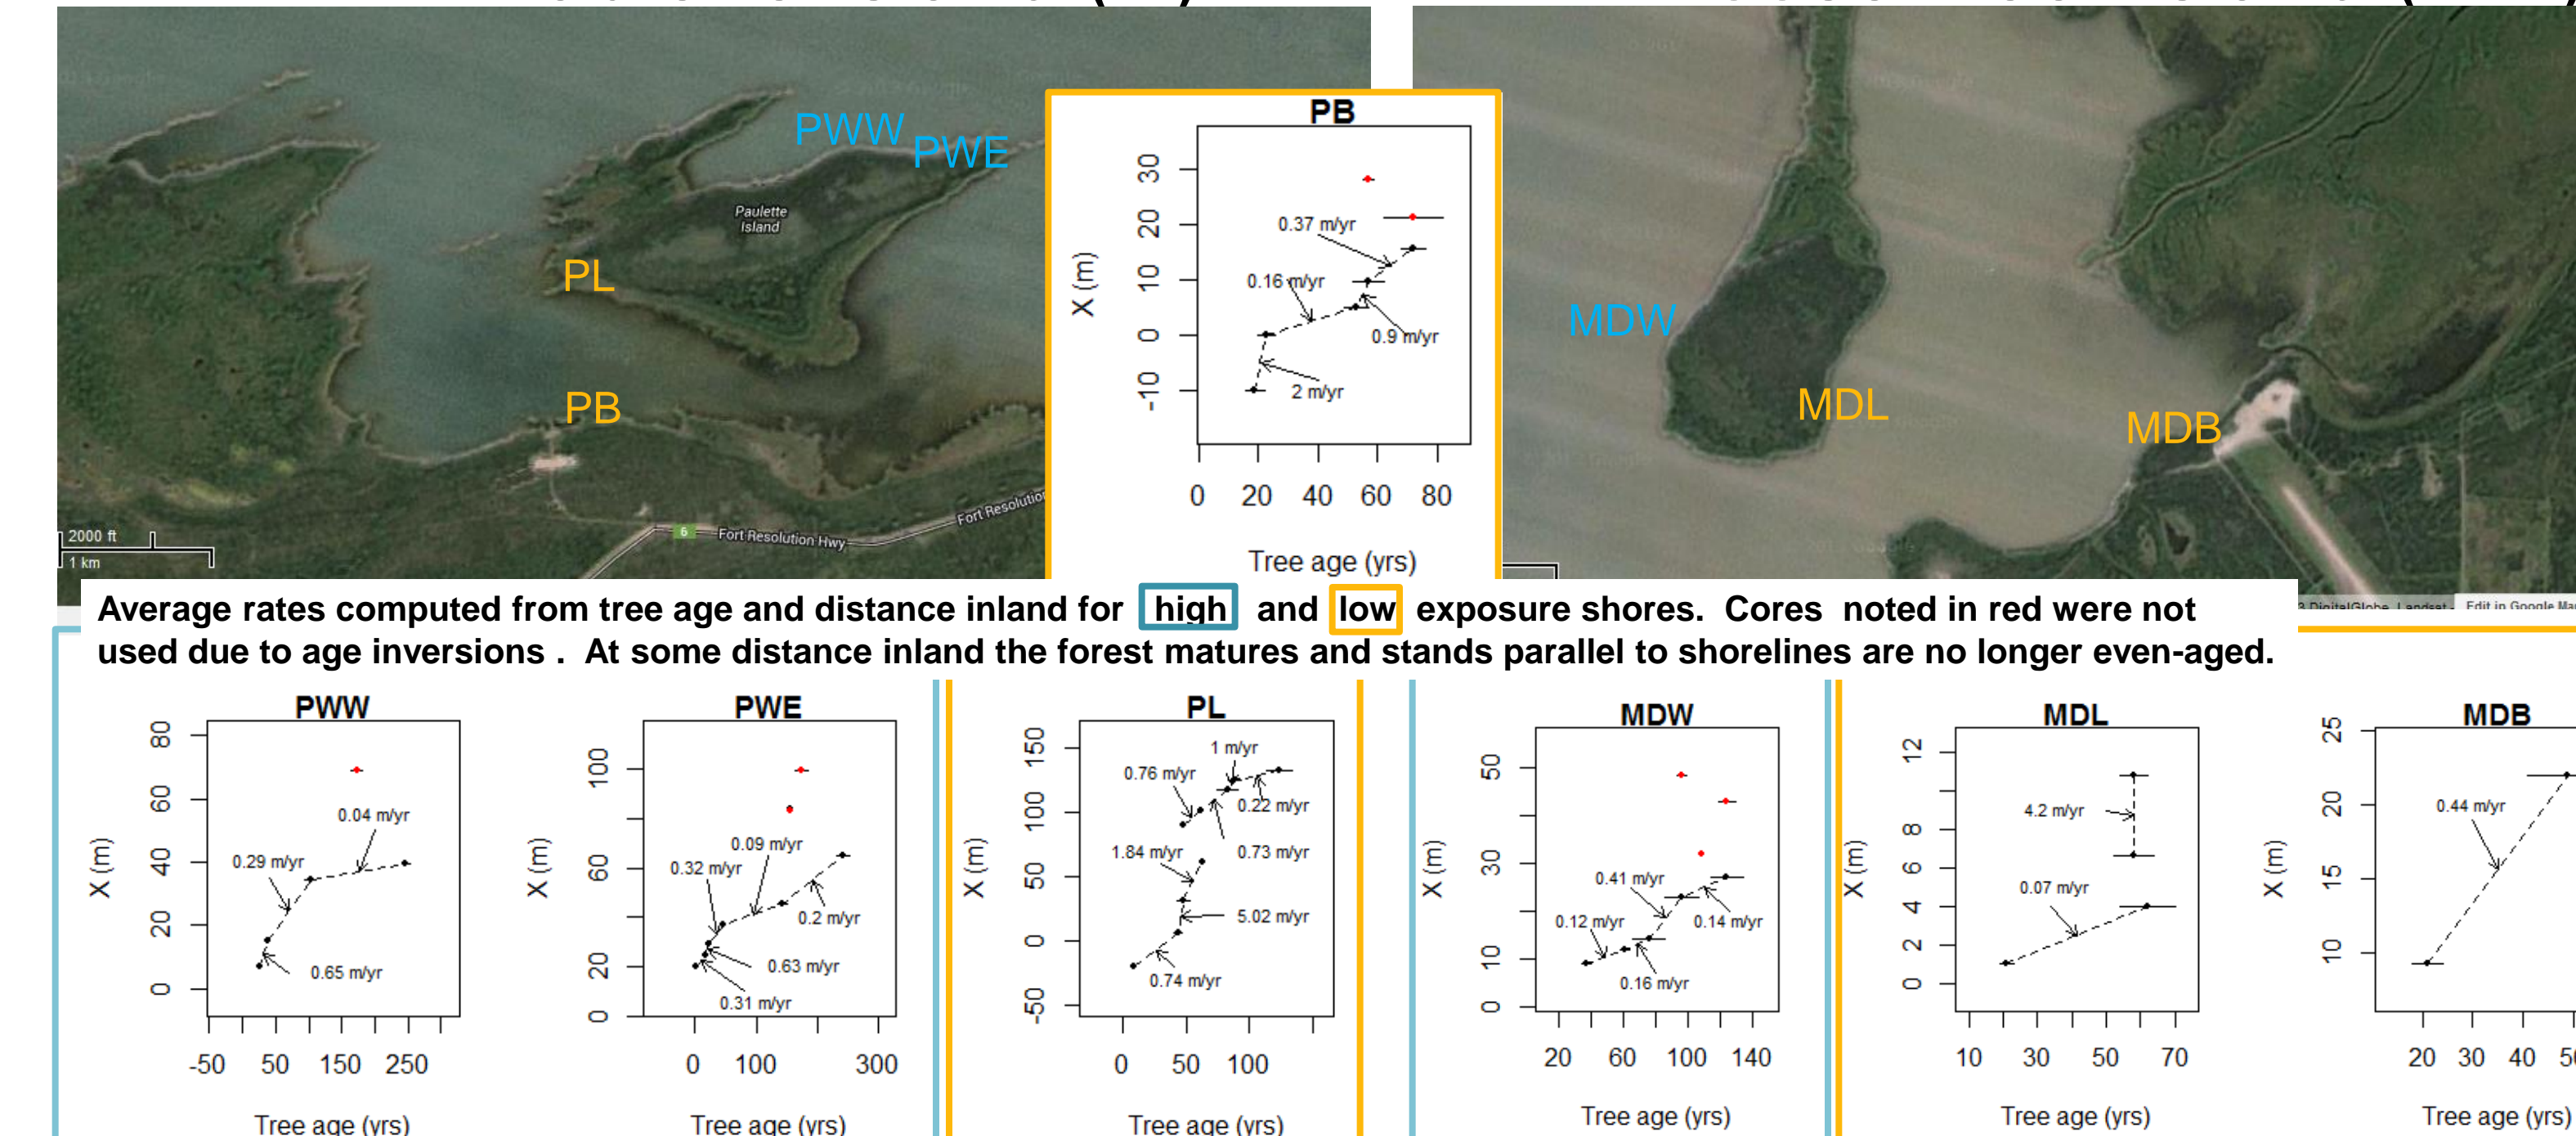 PWW
PWE
Paulette
Island
PL
PB
2000 ft
1 km
6
Fort Resolution Hwy
Fort Resolution
PB
X (m)
30
20
10
0
-10
0.37 m/yr
0.16 m/yr
0.9 m/yr
2 m/yr
0 20 40 60 80
Tree age (yrs)
MDW
MDL
MDB
Edit in Google Ma
Average rates computed from tree age and distance inland for high and low exposure shores. Cores noted in red were not
used due to age inversions . At some distance inland the forest matures and stands parallel to shorelines are no longer even-aged.
PWW
X (m)
80
60
40
20
0
0.04 m/yr
0.29 m/yr
0.65 m/yr
-50 50 150 250
Tree age (yrs)
PWE
X (m)
100
60
20
0
0.09 m/yr
0.32 m/yr
0.2 m/yr
0.63 m/yr
0.31 m/yr
0 100 300
Tree age (yrs)
PL
X (m)
150
100
50
0
-50
1 m/yr
0.76 m/yr
0.22 m/yr
1.84 m/yr
0.73 m/yr
5.02 m/yr
0.74 m/yr
0 50 100
Tree age (yrs)
MDW
X (m)
50
30
10
0
0.41 m/yr
0.12 m/yr
0.14 m/yr
0.16 m/yr
20 60 100 140
Tree age (yrs)
MDL
X (m)
12
8
6
4
2
0
4.2 m/yr
0.07 m/yr
10 30 50 70
Tree age (yrs)
MDB
X (m)
25
20
15
10
0.44 m/yr
20 30 40
Tree age (yrs)